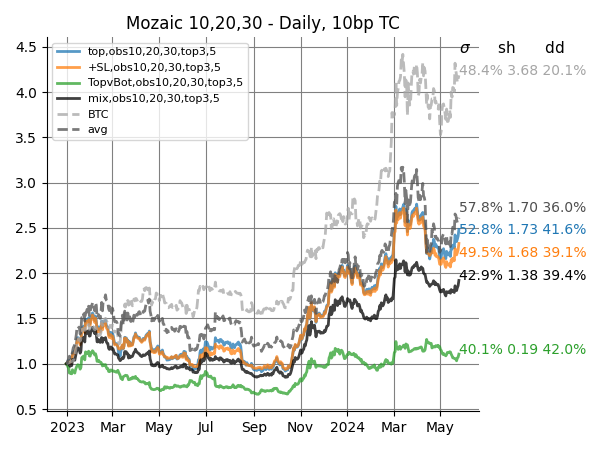 Mozaic 10,20,30 - Daily, 10bp TC
σ sh dd
top,obs10,20,30,top3,5
+SL,obs10,20,30,top3,5
TopvBot,obs10,20,30,top3,5
mix,obs10,20,30,top3,5
BTC
avg
48.4% 3.68 20.1%
57.8% 1.70 36.0%
52.8% 1.73 41.6%
49.5% 1.68 39.1%
42.9% 1.38 39.4%
40.1% 0.19 42.0%
4.5
4.0
3.5
3.0
2.5
2.0
1.5
1.0
0.5
2023 Mar May Jul Sep Nov 2024 Mar May